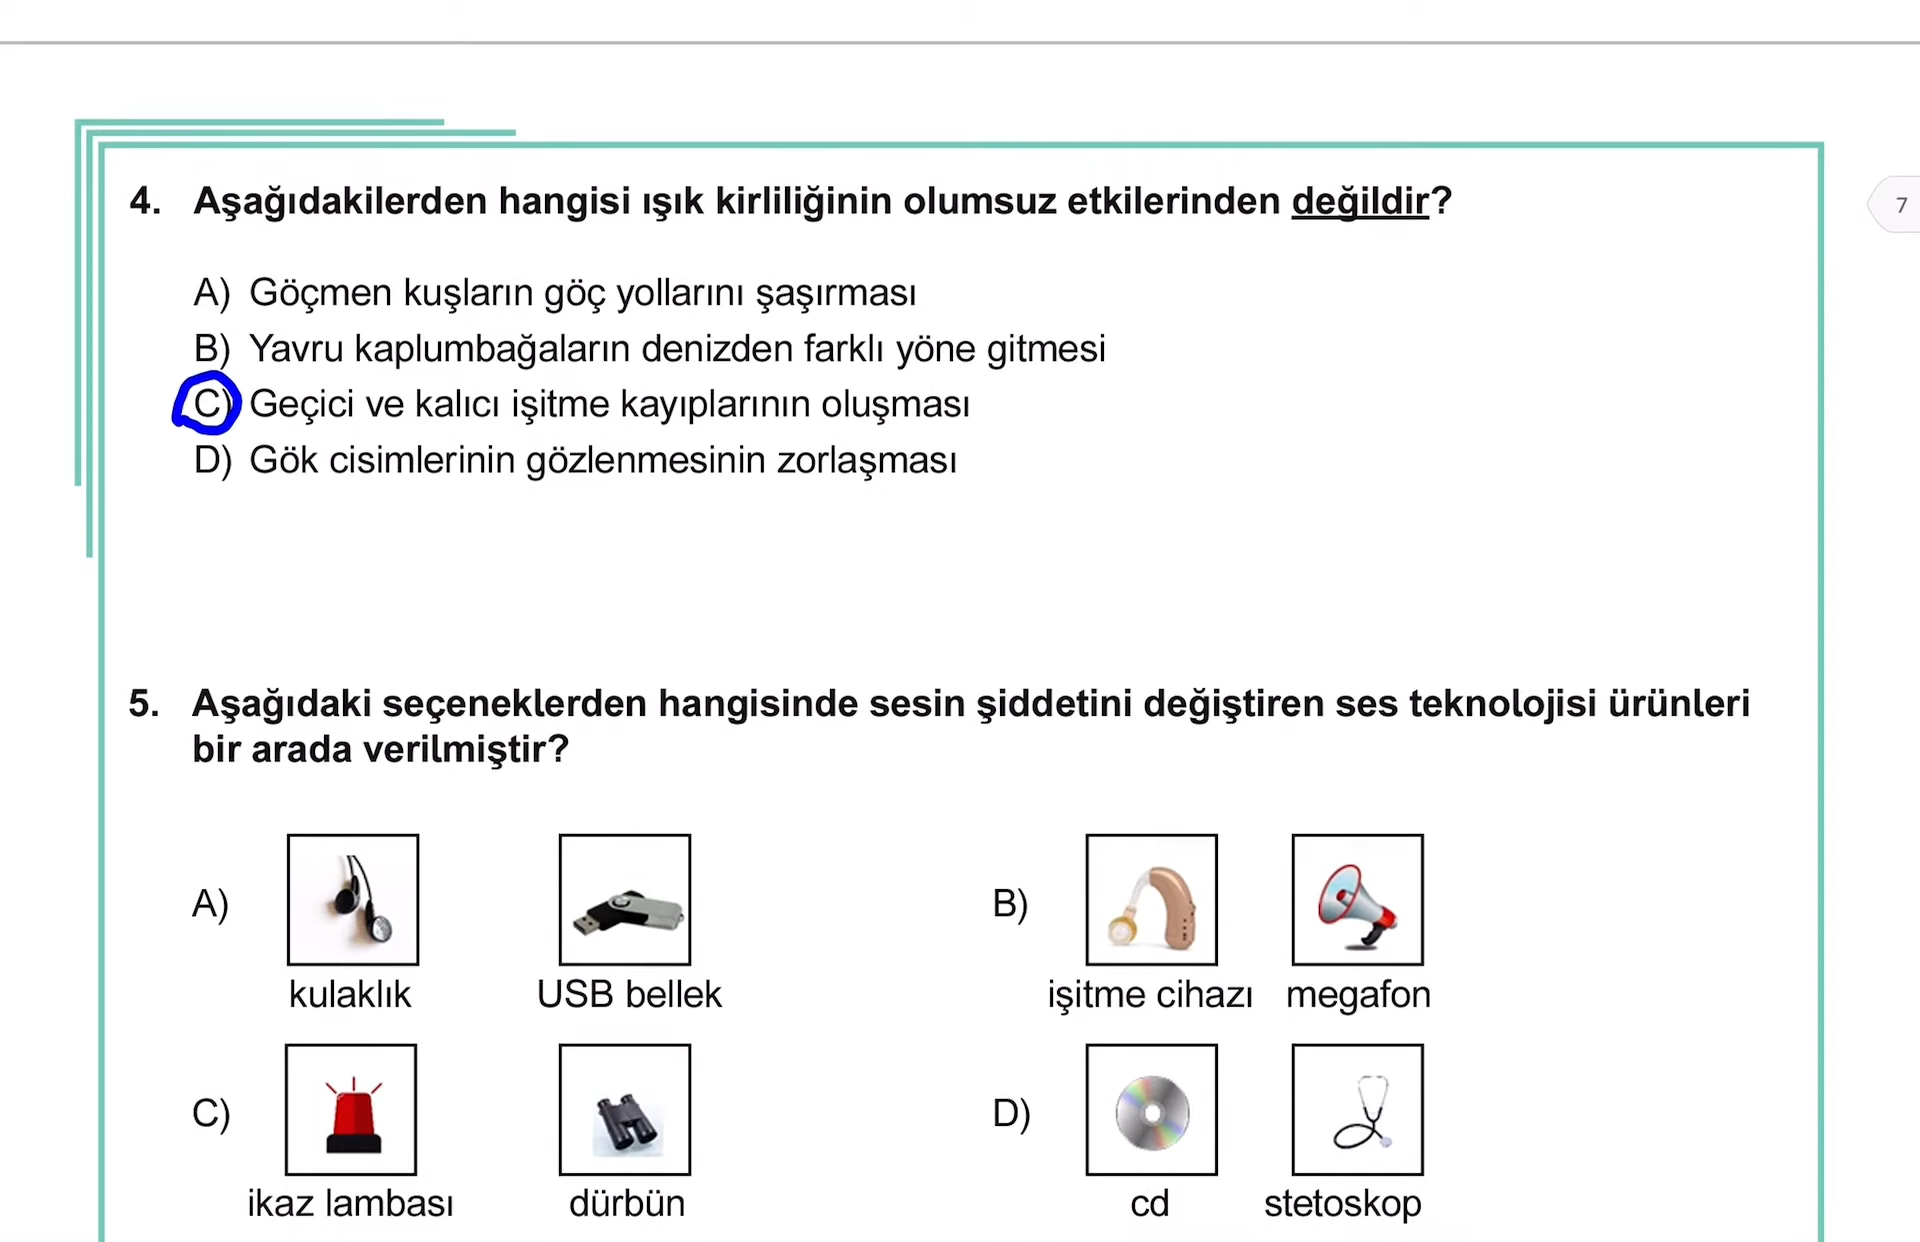 7
4. Aşağıdakilerden hangisi ışık kirliliğinin olumsuz etkilerinden değildir?
A) Göçmen kuşların göç yollarını şaşırması
B) Yavru kaplumbağaların denizden farklı yöne gitmesi
C) Geçici ve kalıcı işitme kayıplarının oluşması
D) Gök cisimlerinin gözlenmesinin zorlaşması
5. Aşağıdaki seçeneklerden hangisinde sesin şiddetini değiştiren ses teknolojisi ürünleri
bir arada verilmiştir?
A) kulaklık USB bellek
B) işitme cihazı megafon
C) ikaz lambası dürbün
D) cd stetoskop